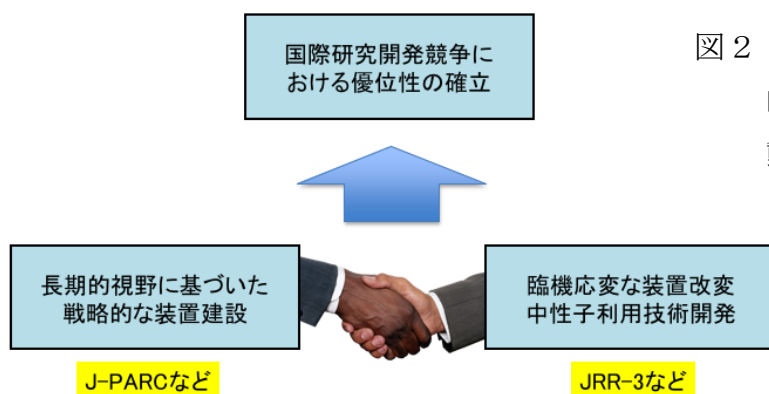 国際研究開発競争に
おける優位性の確立
図２
長期的視野に基づいた
戦略的な装置建設
臨機応変な装置改変
中性子利用技術開発
J-PARCなど
JRR-3など